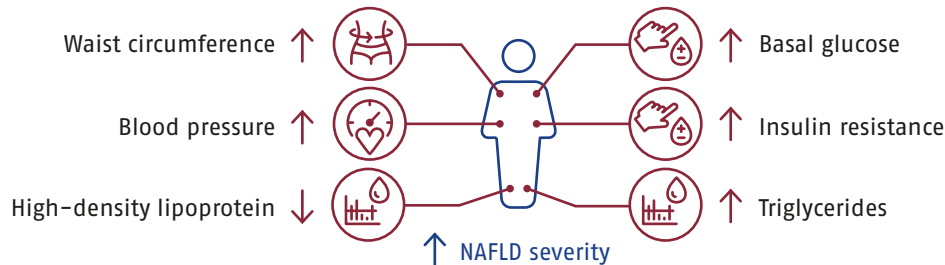 Waist circumference ↑
↑ Basal glucose
Blood pressure ↑
↑ Insulin resistance
High-density lipoprotein ↓
↑ Triglycerides
↑ NAFLD severity